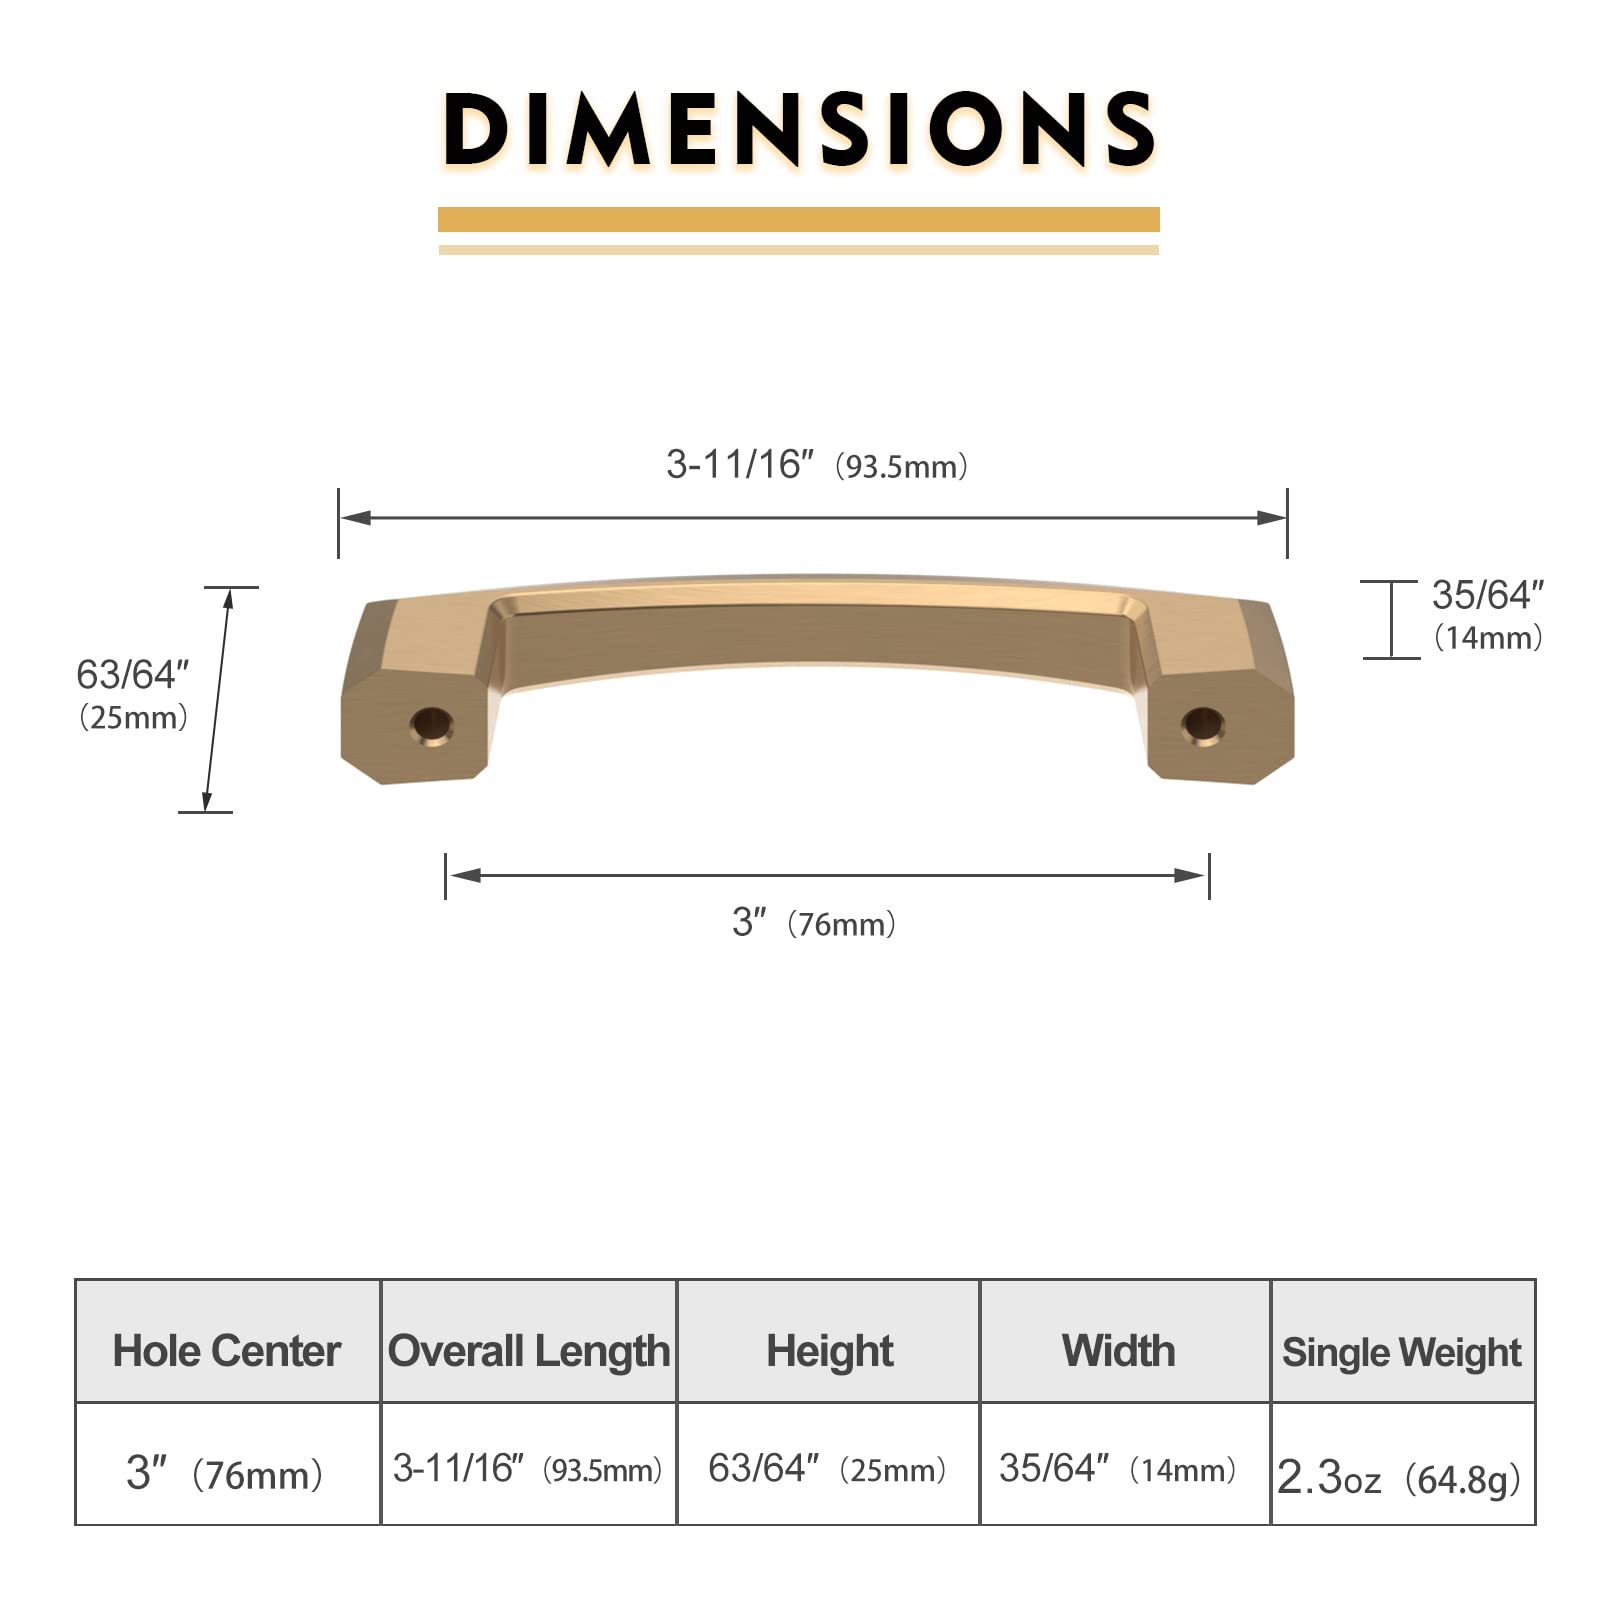 DIMENSIONS
3-11/16″（93.5mm）
35/64″
（14mm）
63/64″
（25mm）
3″（76mm）
Hole Center Overall Length Height Width Single Weight
3″（76mm） 3-11/16″（93.5mm） 63/64″（25mm） 35/64″（14mm） 2.3oz（64.8g）